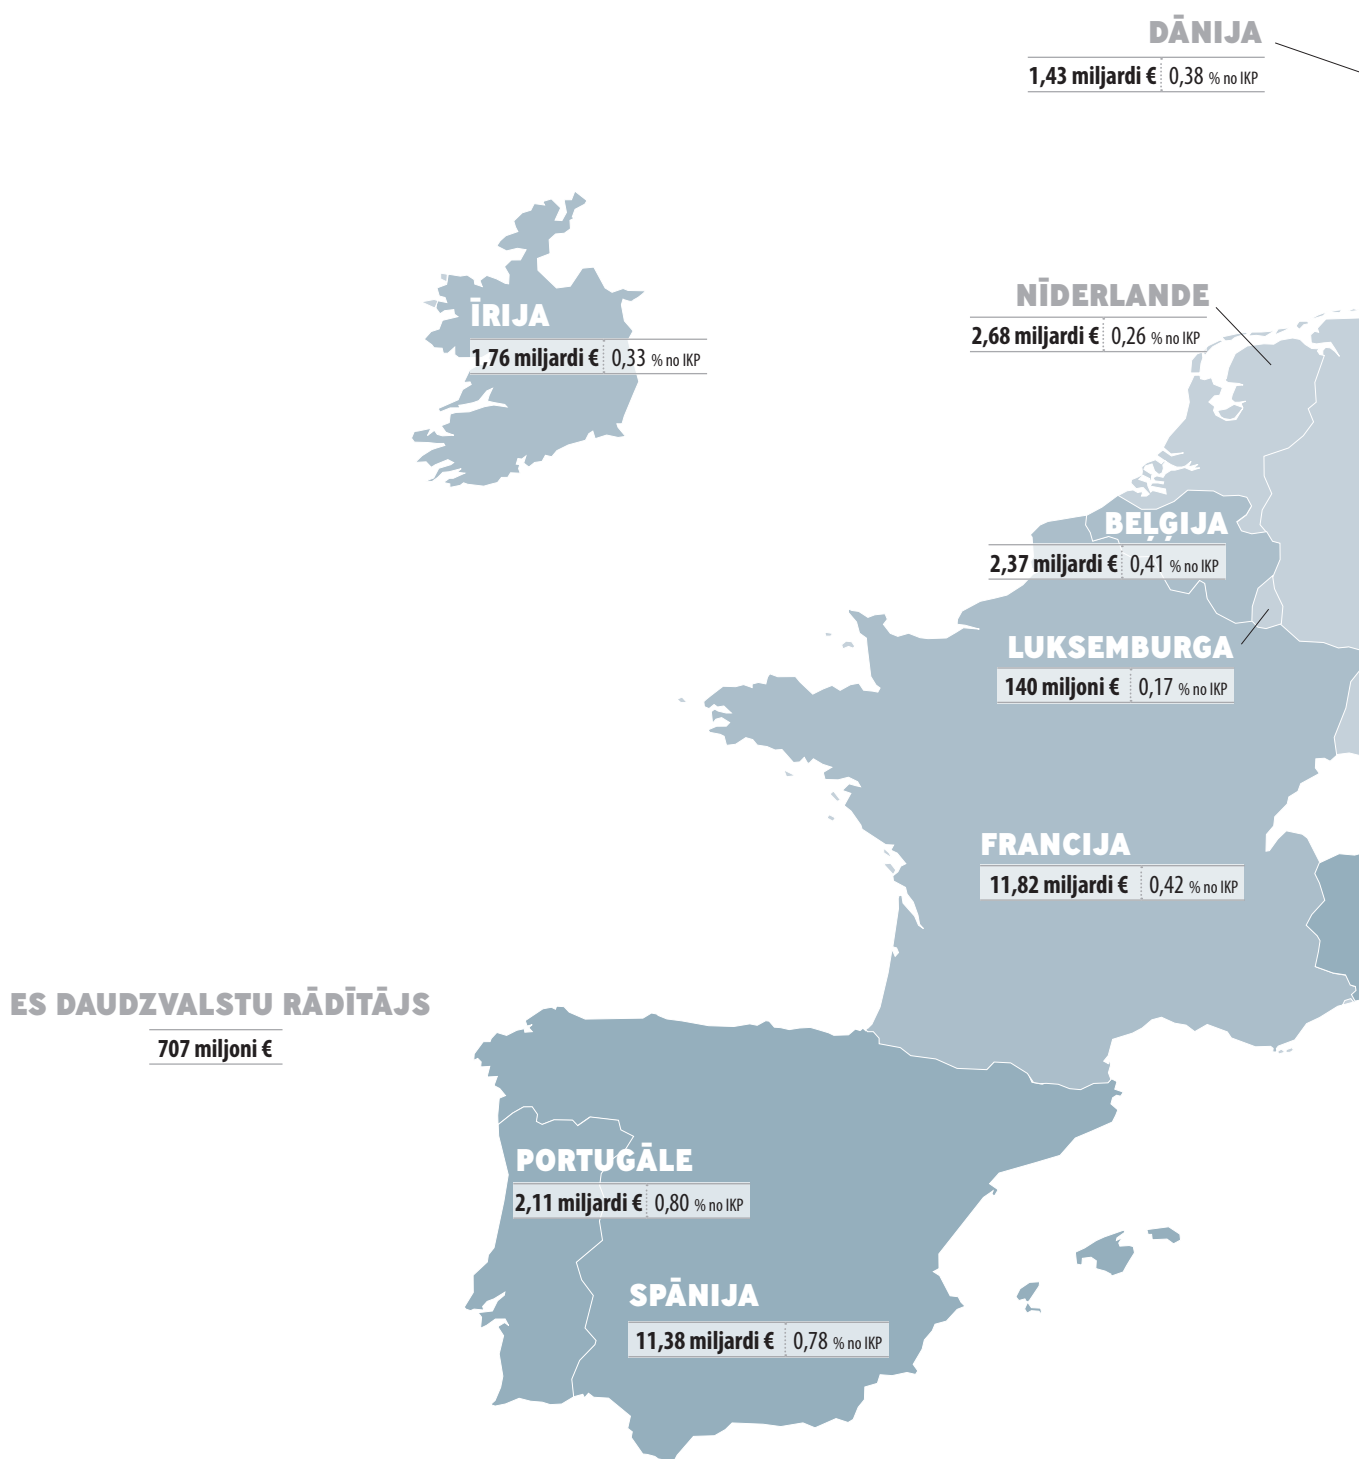 DĀNIJA
1,43 miljardi € 0,38 % no IKP
NĪDERLANDE
2,68 miljardi € 0,26 % no IKP
ĪRIJA
1,76 miljardi € 0,33 % no IKP
BEĻĢIJA
2,37 miljardi € 0,41 % no IKP
LUKSEMBURGA
140 miljoni € 0,17 % no IKP
FRANCIJA
11,82 miljardi € 0,42 % no IKP
ES DAUDZVALSTU RĀDĪTĀJS
707 miljoni €
PORTUGĀLE
2,11 miljardi € 0,80 % no IKP
SPĀNIJA
11,38 miljardi € 0,78 % no IKP